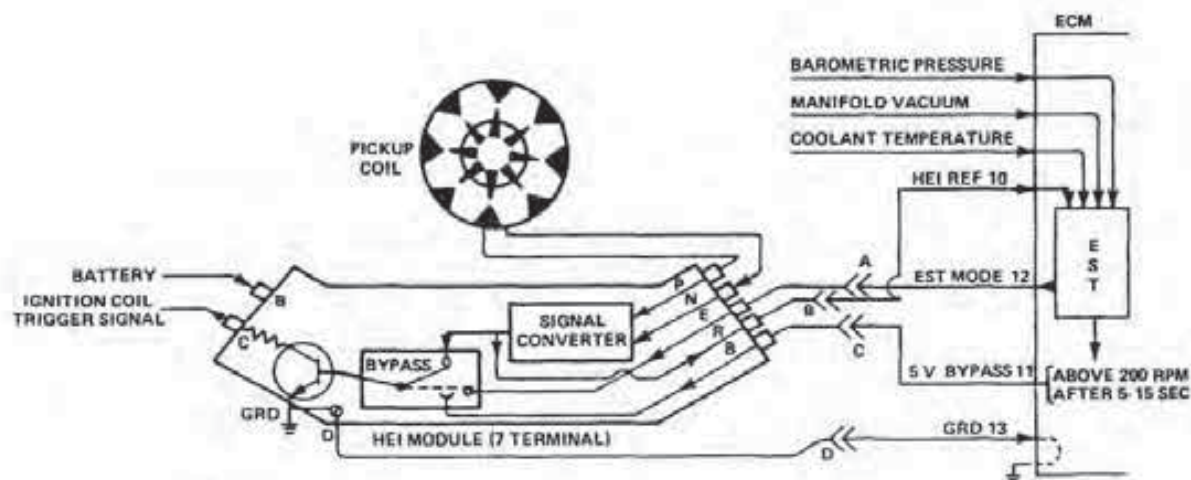 ECM
BAROMETRIC PRESSURE
MANIFOLD VACUUM
COOLANT TEMPERATURE
HEI REF 10
PICKUP
COIL
E
S
T
BATTERY
IGNITION COIL
TRIGGER SIGNAL
B
C
P
N
E
R
B
SIGNAL
CONVERTER
BYPASS
A
EST MODE 12
B
C
5 V BYPASS 11
ABOVE 200 RPM
AFTER 5-15 SEC
GRD
D
HEI MODULE (7 TERMINAL)
D
GRD 13